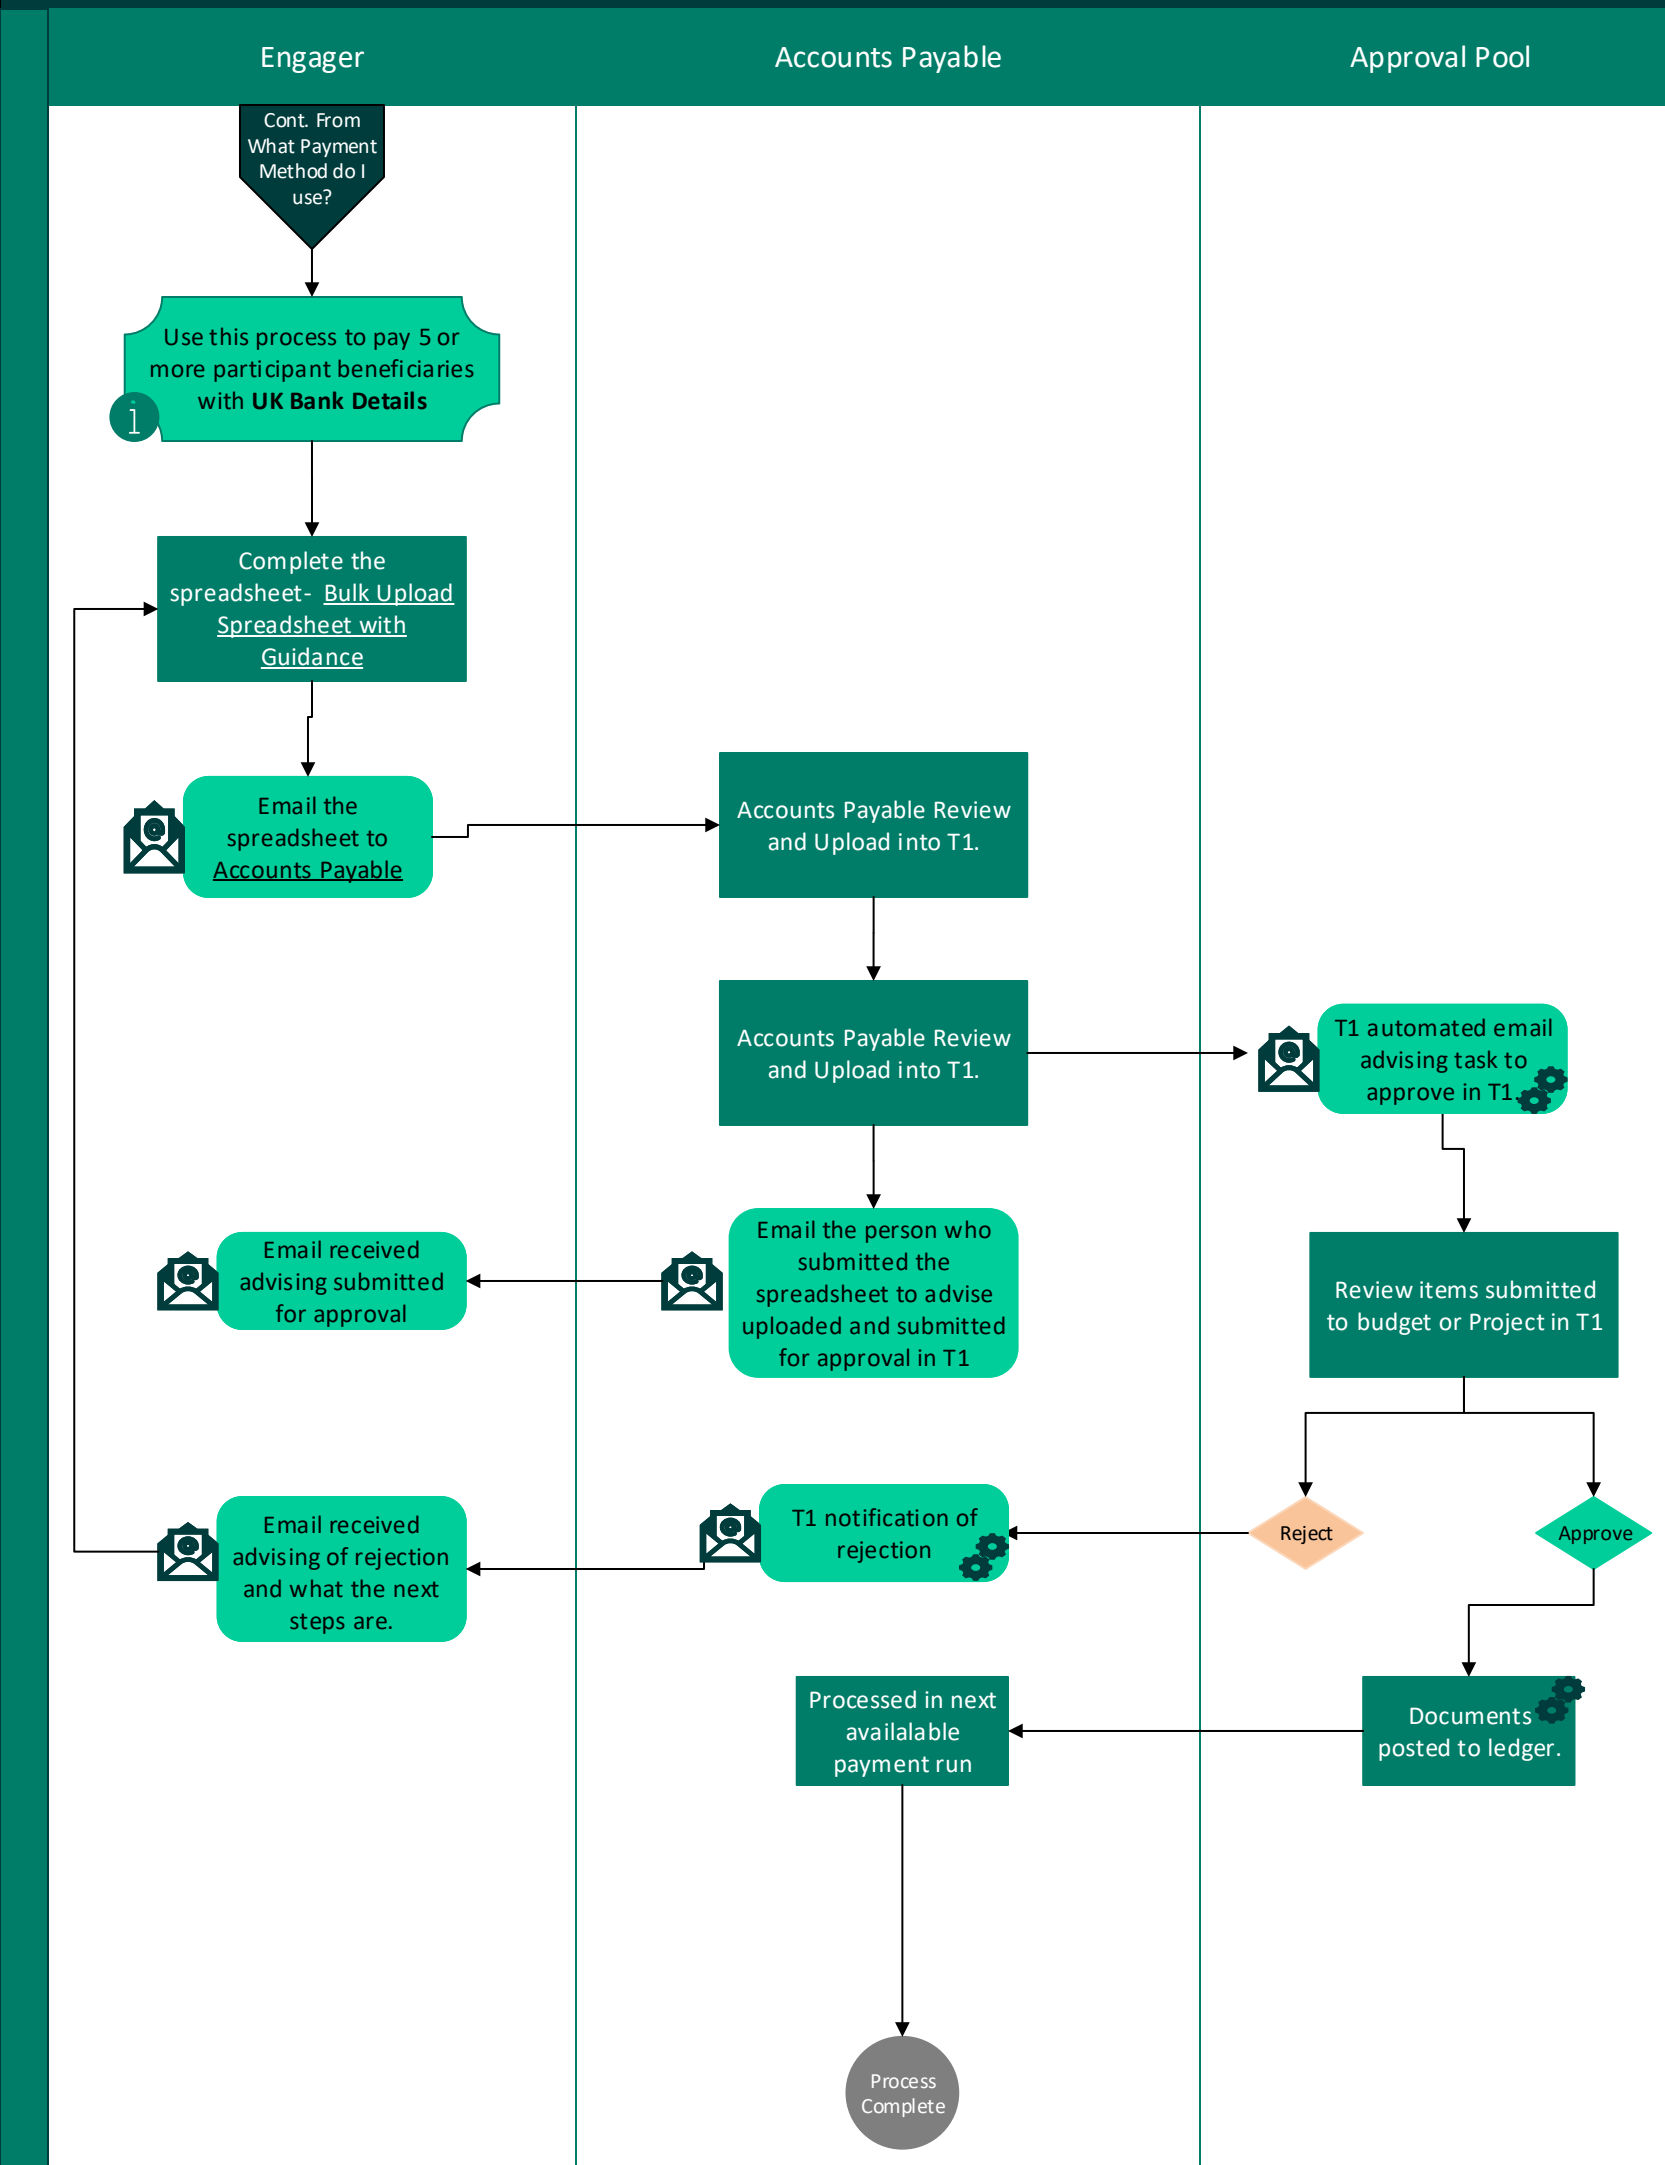 Engager
Accounts Payable
Approval Pool
Cont. From
What Payment
Method do I
use?
Use this process to pay 5 or
more participant beneficiaries
with UK Bank Details
i
Complete the
spreadsheet- Bulk Upload
Spreadsheet with
Guidance
Email the
spreadsheet to
Accounts Payable
Accounts Payable Review
and Upload into T1.
Accounts Payable Review
and Upload into T1.
T1 automated email
advising task to
approve in T1.
Email the person who
submitted the
spreadsheet to advise
uploaded and submitted
for approval in T1
Email received
advising submitted
for approval
Review items submitted
to budget or Project in T1
Reject
Approve
T1 notification of
rejection
Email received
advising of rejection
and what the next
steps are.
Documents
posted to ledger.
Processed in next
availalable
payment run
Process
Complete